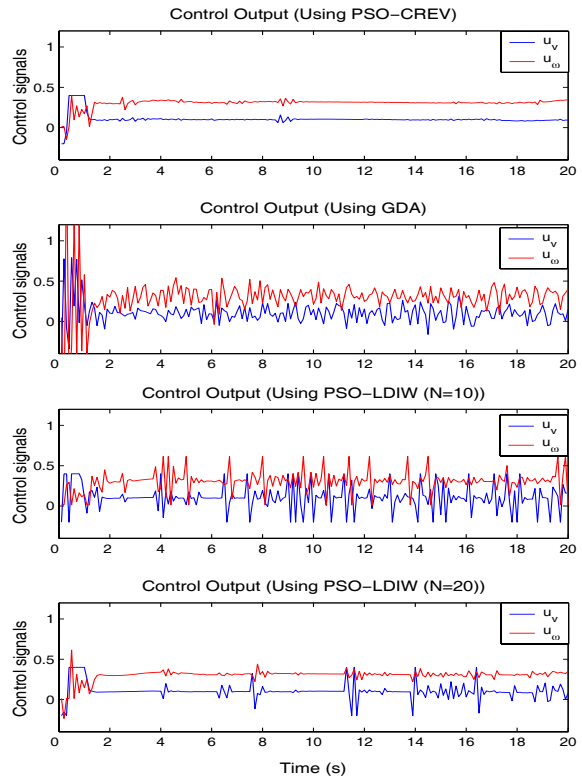 Control Output (Using PSO-CREV)
Control signals
1
0.5
0
u_v
u_ω
0 2 4 6 8 10 12 14 16 18 20
Control Output (Using GDA)
Control signals
1
0.5
0
u_v
u_ω
0 2 4 6 8 10 12 14 16 18 20
Control Output (Using PSO-LDIW (N=10))
Control signals
1
0.5
0
u_v
u_ω
0 2 4 6 8 10 12 14 16 18 20
Control Output (Using PSO-LDIW (N=20))
Control signals
1
0.5
0
u_v
u_ω
0 2 4 6 8 10 12 14 16 18 20
Time (s)